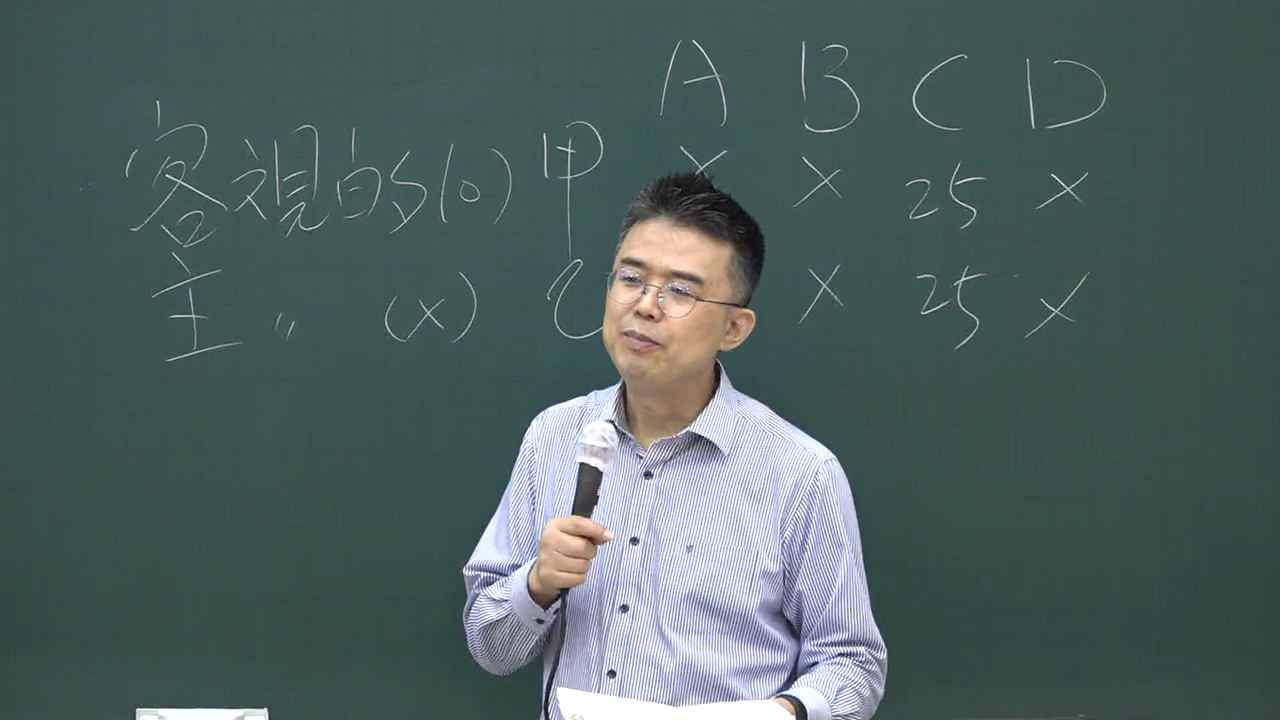 A B C D
客視的 (o) 甲 × × 25 ×
主 〃 (x) 乙 × 25 ×